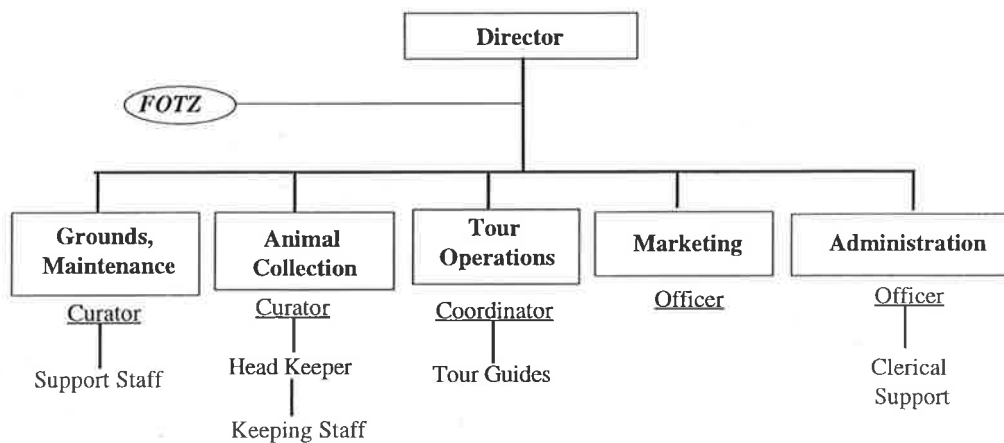 Director
FOTZ
Grounds,
Maintenance
Curator
Support Staff
Animal
Collection
Curator
Head Keeper
Keeping Staff
Tour
Operations
Coordinator
Tour Guides
Marketing
Officer
Administration
Officer
Clerical
Support